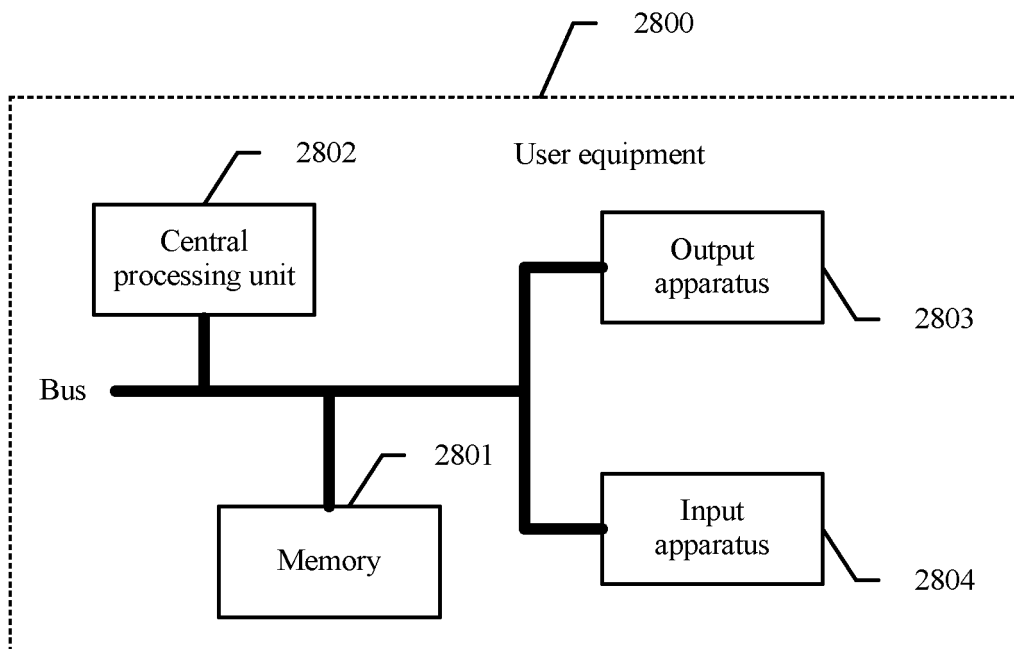 2800
2802
User equipment
Central
processing unit
Output
apparatus
2803
Bus
2801
Memory
Input
apparatus
2804